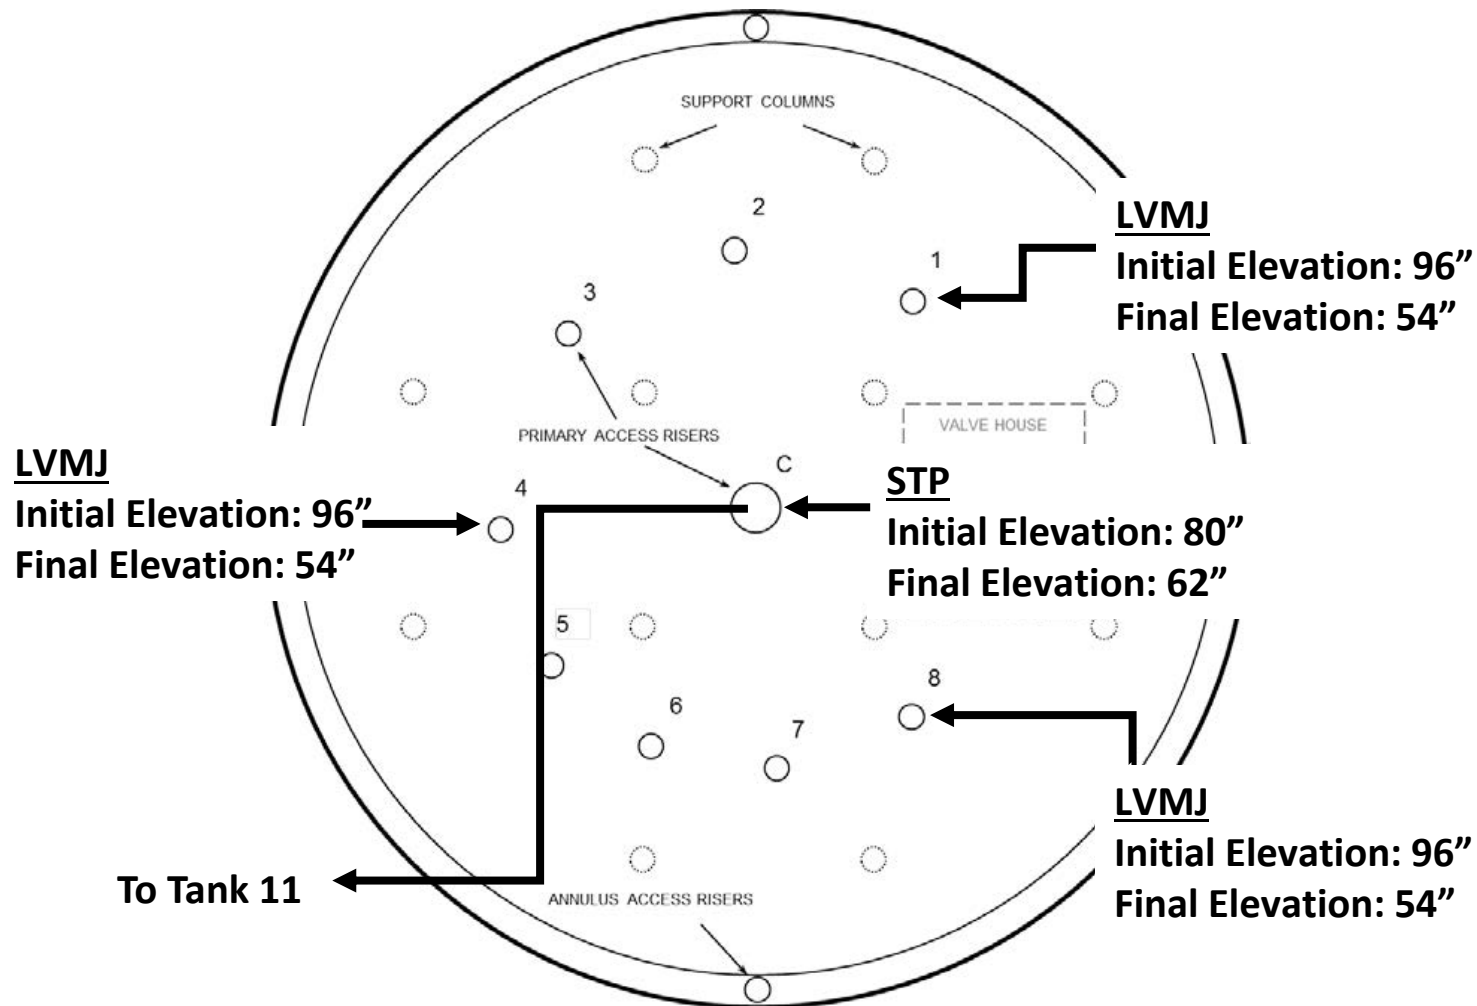 SUPPORT COLUMNS
2
1
3
LVMJ
Initial Elevation: 96”
Final Elevation: 54”
VALVE HOUSE
PRIMARY ACCESS RISERS
C
4
LVMJ
Initial Elevation: 96”
Final Elevation: 54”
STP
Initial Elevation: 80”
Final Elevation: 62”
5
6
7
8
LVMJ
Initial Elevation: 96”
Final Elevation: 54”
To Tank 11
ANNULUS ACCESS RISERS